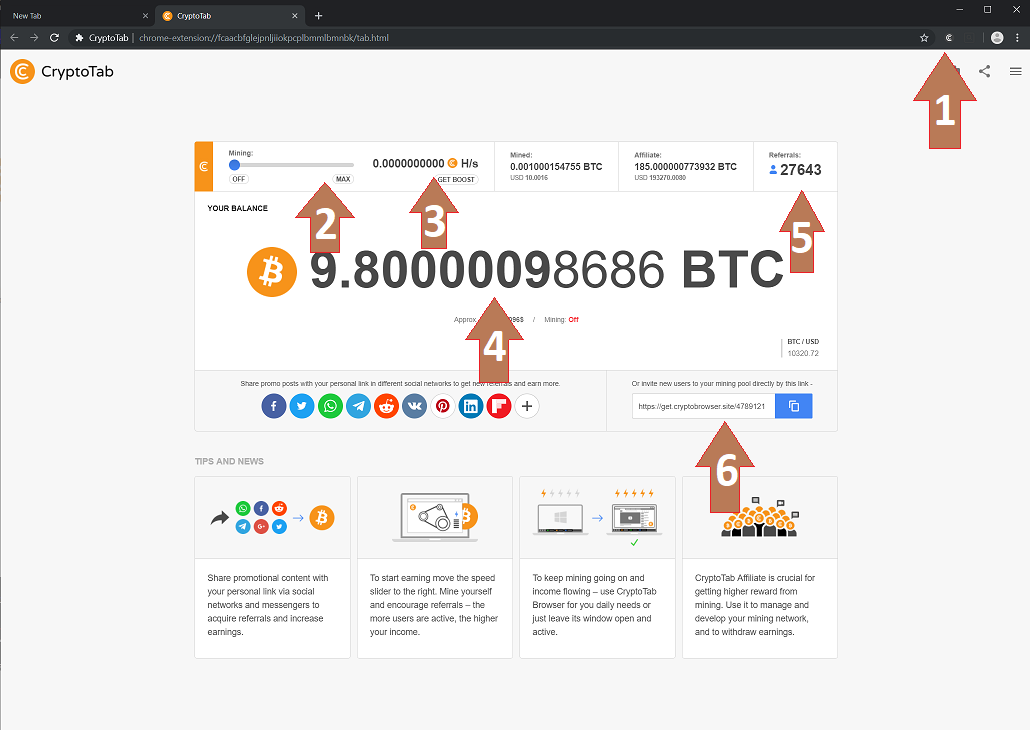 New Tab
CryptoTab
CryptoTab | chrome-extension://fcaacbfglejpnljiiokpcplbmmlbmnbk/tab.html
CryptoTab
1
Mining:
OFF
MAX
0.0000000000 H/s
GET BOOST
Mined:
0.001000154755 BTC
USD 10.0016
Affiliate:
185.000000773932 BTC
USD 193270.0080
Referrals:
27643
2
3
5
YOUR BALANCE
9.80000098686 BTC
Approx. 096$ / Mining: Off
4
BTC / USD
10320.72
Share promo posts with your personal link in different social networks to get new referrals and earn more.
Or invite new users to your mining pool directly by this link -
https://get.cryptobrowser.site/4789121
6
TIPS AND NEWS
Share promotional content with
your personal link via social
networks and messengers to
acquire referrals and increase
earnings.
To start earning move the speed
slider to the right. Mine yourself
and encourage referrals – the
more users are active, the higher
your income.
To keep mining going on and
income flowing – use CryptoTab
Browser for you daily needs or
just leave its window open and
active.
CryptoTab Affiliate is crucial for
getting higher reward from
mining. Use it to manage and
develop your mining network,
and to withdraw earnings.